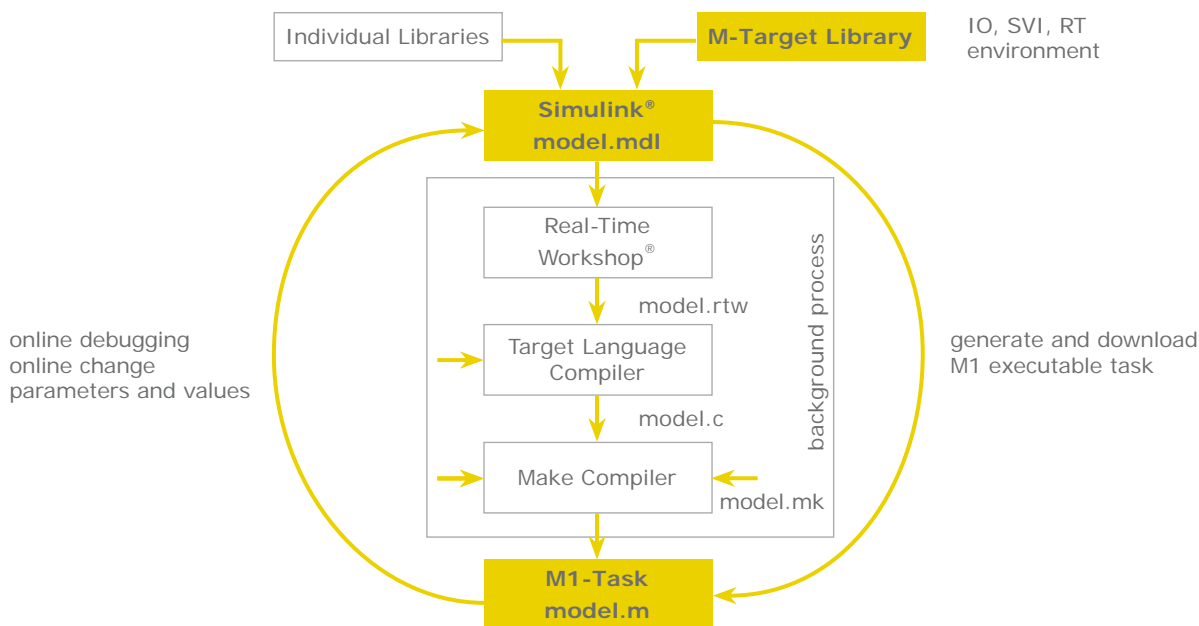 Individual Libraries
M-Target Library
IO, SVI, RT
environment
Simulink®
model.mdl
Real-Time
Workshop®
model.rtw
background process
online debugging
online change
parameters and values
Target Language
Compiler
generate and download
M1 executable task
model.c
Make Compiler
model.mk
M1-Task
model.m